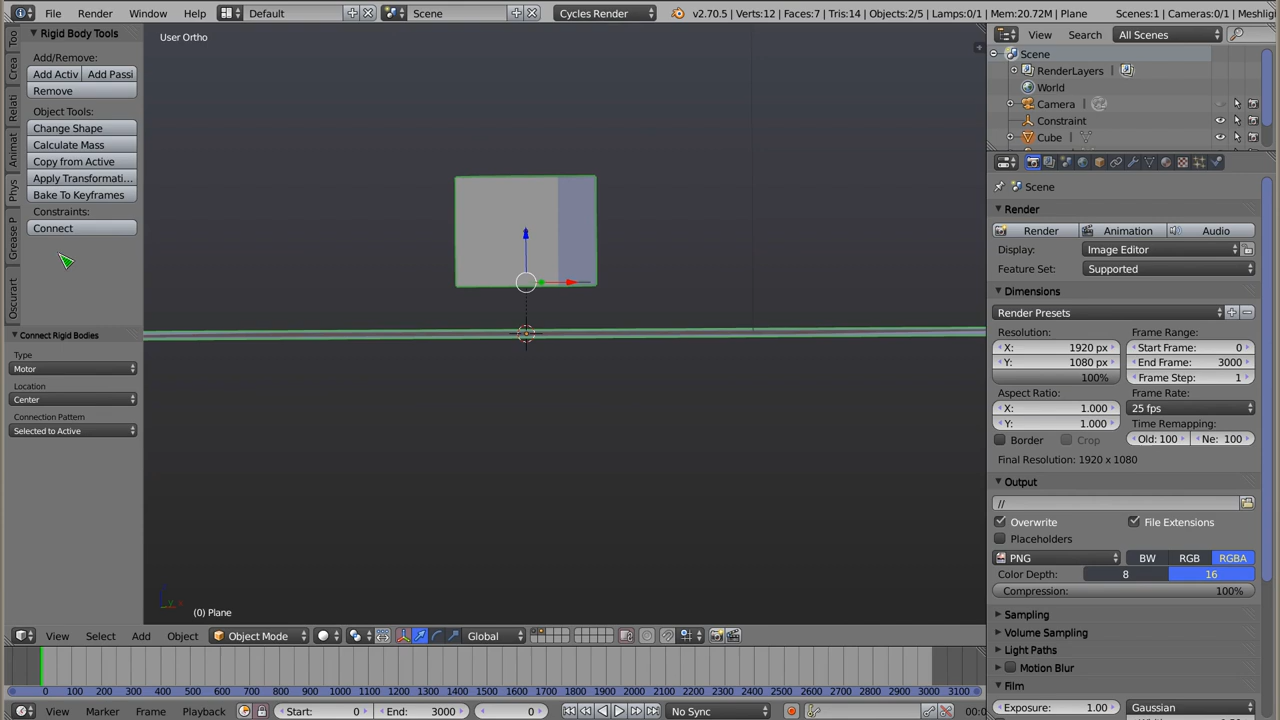 File Render Window Help Default Scene Cycles Render v2.70.5 | Verts:12 | Faces:7 | Tris:14 | Objects:2/5 | Lamps:0/1 | Mem:20.72M | Plane Scenes:1 | Cameras:0/1 | Meshligh
Rigid Body Tools
Add/Remove:
Add Activ Add Passi
Remove
Object Tools:
Change Shape
Calculate Mass
Copy from Active
Apply Transformati...
Bake To Keyframes
Constraints:
Connect
Too
Crea
Relati
Animat
Phys
Grease P
Oscurart
Connect Rigid Bodies
Type
Motor
Location
Center
Connection Pattern
Selected to Active
User Ortho
(0) Plane
View Select Add Object Object Mode Global
0 100 200 300 400 500 600 700 800 900 1000 1100 1200 1300 1400 1500 1600 1700 1800 1900 2000 2100 2200 2300 2400 2500 2600 2700 2800 2900 3000 3100
View Marker Frame Playback Start: 0 End: 3000 0 No Sync 00:0
View Search All Scenes
Scene
RenderLayers
World
Camera
Constraint
Cube
Scene
Render
Render Animation Audio
Display: Image Editor
Feature Set: Supported
Dimensions
Render Presets
Resolution: Frame Range:
X: 1920 px Start Frame: 0
Y: 1080 px End Frame: 3000
100% Frame Step: 1
Aspect Ratio: Frame Rate:
X: 1.000 25 fps
Y: 1.000 Time Remapping:
Border Crop Old: 100 Ne: 100
Final Resolution: 1920 x 1080
Output
//
Overwrite File Extensions
Placeholders
PNG BW RGB RGBA
Color Depth: 8 16
Compression: 100%
Sampling
Volume Sampling
Light Paths
Motion Blur
Film
Exposure: 1.00 Gaussian